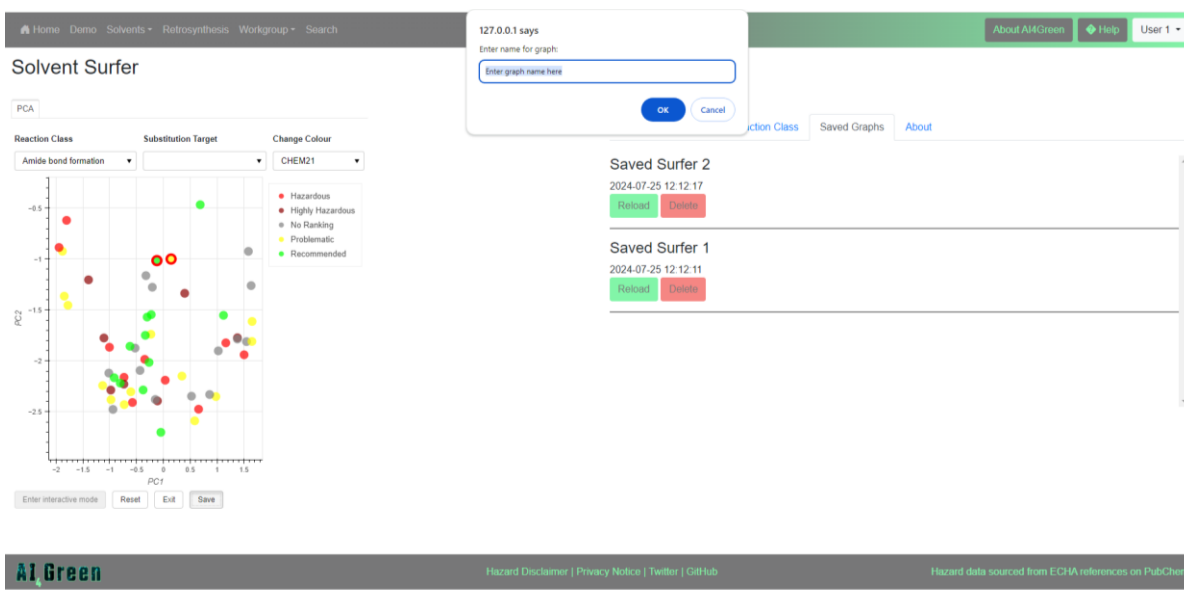 Home Demo Solvents Retrosynthesis Workgroup Search
127.0.0.1 says
Enter name for graph:
Enter graph name here
OK Cancel
About AI4Green Help User 1
Solvent Surfer
PCA
Reaction Class Substitution Target Change Colour
Amide bond formation CHEM21
Hazardous
Highly Hazardous
No Ranking
Problematic
Recommended
-0.5
-1
-1.5
-2
-2.5
PC2
-2 -1.5 -1 -0.5 0 0.5 1 1.5
PC1
Enter interactive mode Reset Exit Save
Class Saved Graphs About
Saved Surfer 2
2024-07-25 12:12:17
Reload Delete
Saved Surfer 1
2024-07-25 12:12:11
Reload Delete
AI4Green
Hazard Disclaimer | Privacy Notice | Twitter | GitHub
Hazard data sourced from ECHA references on PubChem